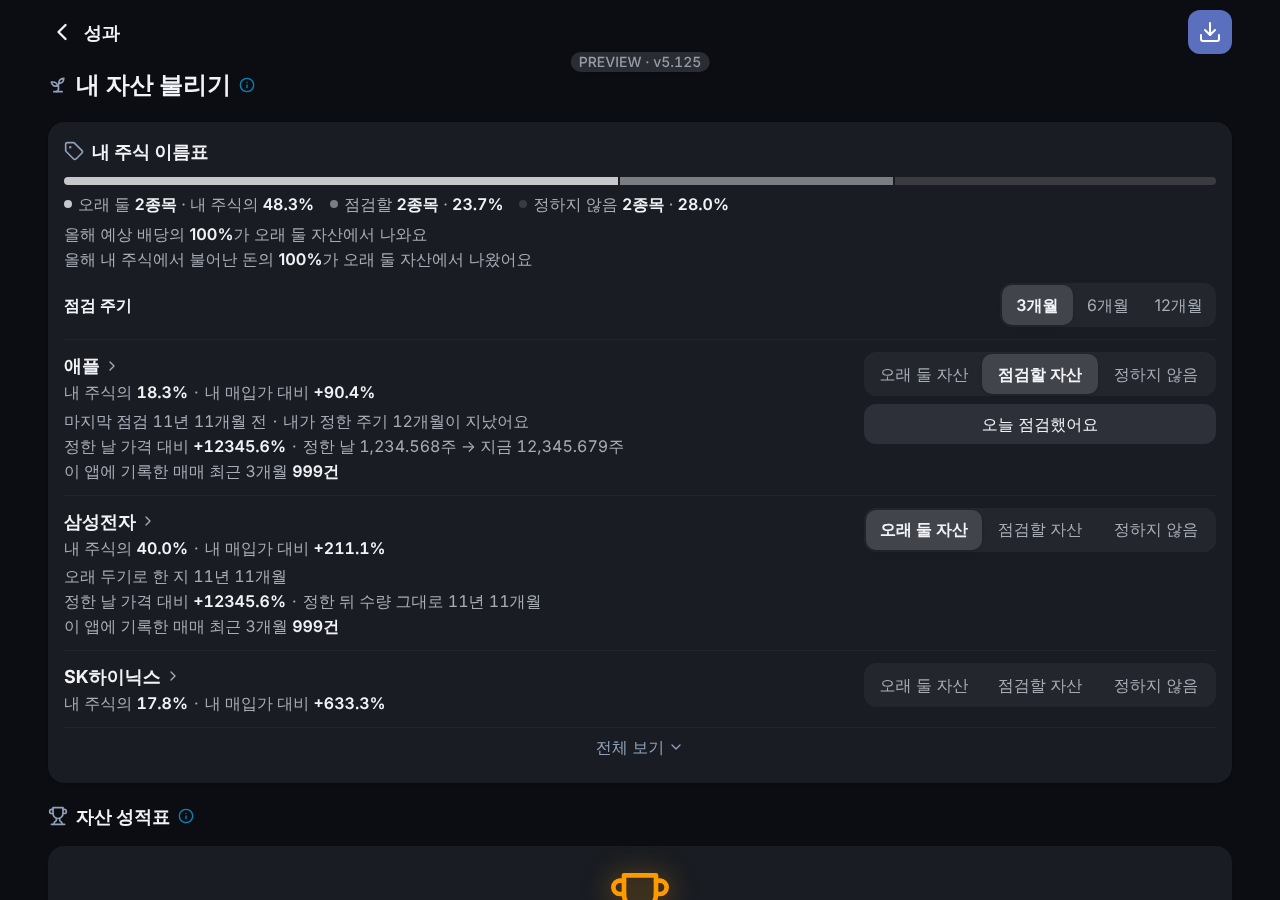 성과
PREVIEW · v5.125
내 자산 불리기
내 주식 이름표
오래 둘 2종목 · 내 주식의 48.3% 점검할 2종목 · 23.7% 정하지 않음 2종목 · 28.0%
올해 예상 배당의 100%가 오래 둘 자산에서 나와요
올해 내 주식에서 불어난 돈의 100%가 오래 둘 자산에서 나왔어요
점검 주기 3개월 6개월 12개월
애플
오래 둘 자산 점검할 자산 정하지 않음
내 주식의 18.3% · 내 매입가 대비 +90.4%
마지막 점검 11년 11개월 전 · 내가 정한 주기 12개월이 지났어요
오늘 점검했어요
정한 날 가격 대비 +12345.6% · 정한 날 1,234.568주 → 지금 12,345.679주
이 앱에 기록한 매매 최근 3개월 999건
삼성전자
오래 둘 자산 점검할 자산 정하지 않음
내 주식의 40.0% · 내 매입가 대비 +211.1%
오래 두기로 한 지 11년 11개월
정한 날 가격 대비 +12345.6% · 정한 뒤 수량 그대로 11년 11개월
이 앱에 기록한 매매 최근 3개월 999건
SK하이닉스
오래 둘 자산 점검할 자산 정하지 않음
내 주식의 17.8% · 내 매입가 대비 +633.3%
전체 보기
자산 성적표